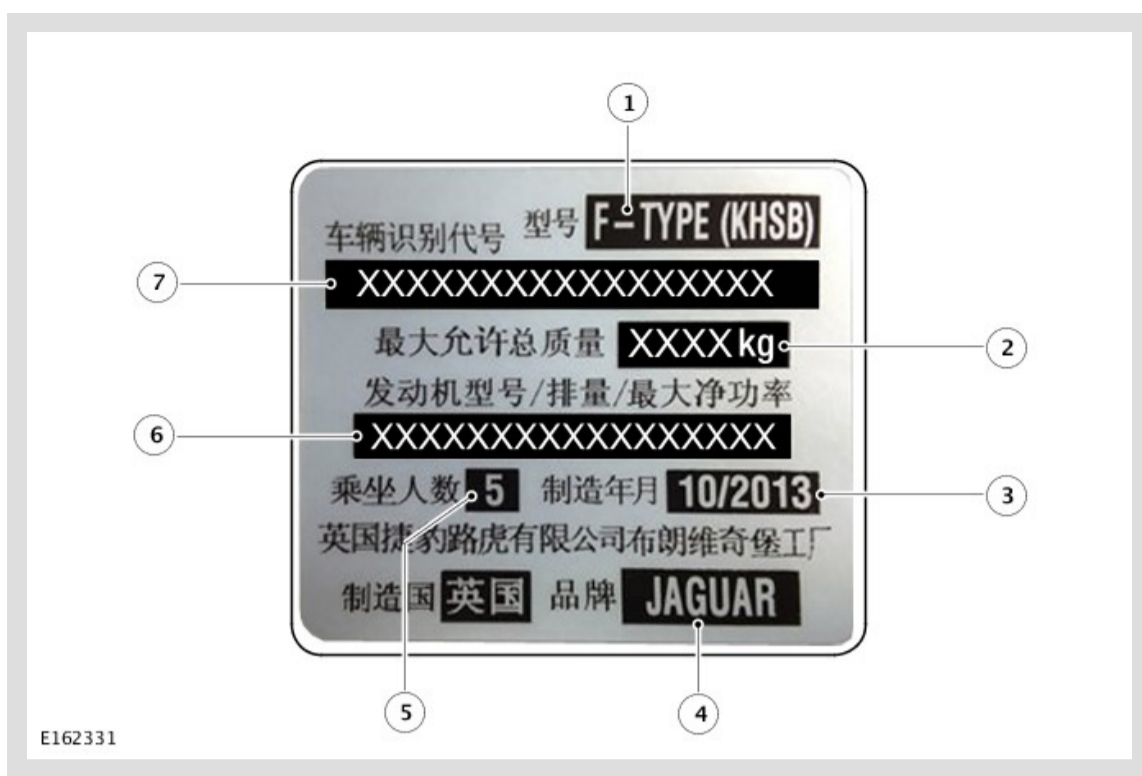 1
车辆识别代号 型号 F-TYPE (KHSB)
7 XXXXXXXXXXXXXXXXX
最大允许总质量 XXXX kg 2
发动机型号/排量/最大净功率
6 XXXXXXXXXXXXXXXXX
乘坐人数 5 制造年月 10/2013 3
英国捷豹路虎有限公司布朗维奇堡工厂
制造国 英国 品牌 JAGUAR
5 4
E162331